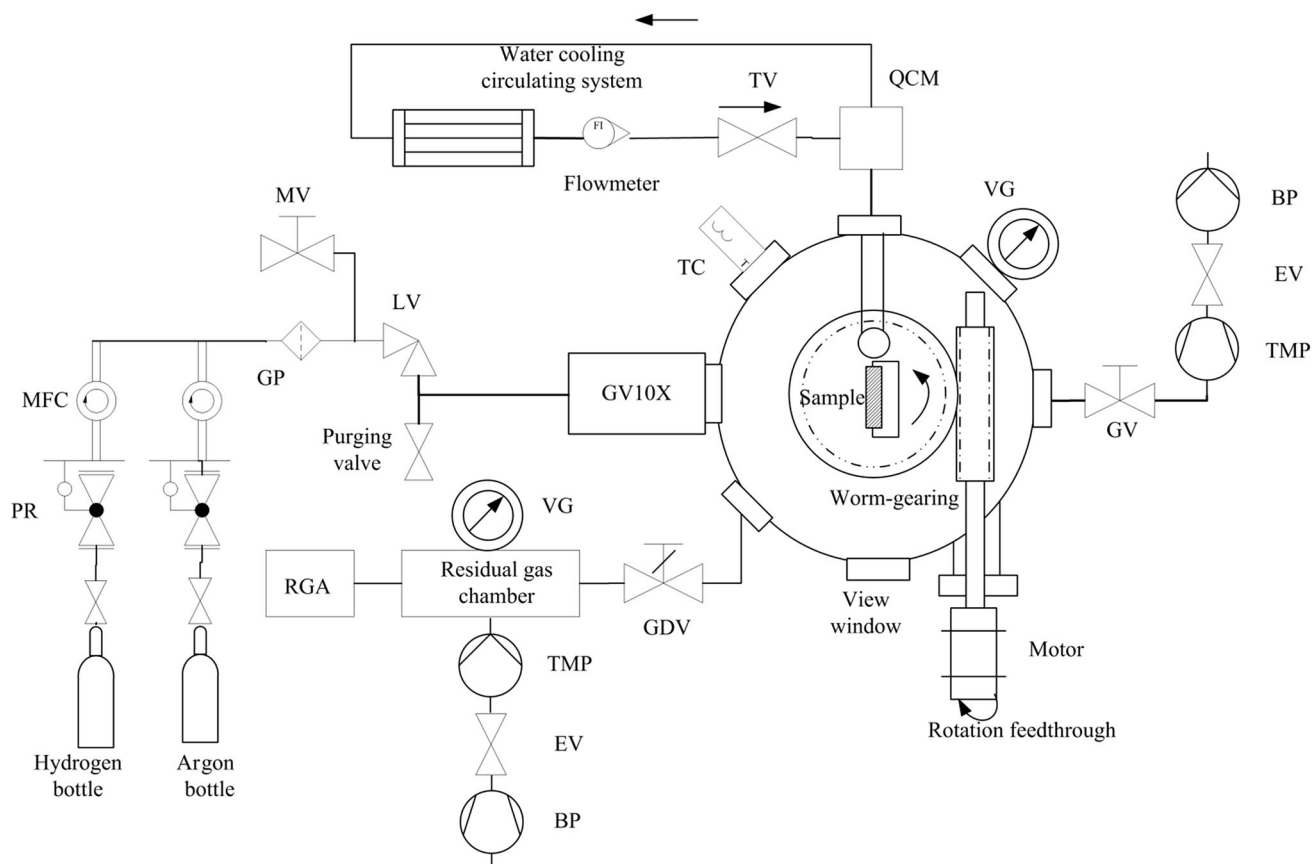 Water cooling
circulating system
TV
QCM
FI
Flowmeter
MV
VG
BP
TC
EV
LV
TMP
GP
MFC
GV10X
Sample
GV
Purging
valve
Worm-gearing
PR
VG
RGA
Residual gas
chamber
GDV
View
window
TMP
Motor
Rotation feedthrough
EV
Hydrogen
bottle
Argon
bottle
BP